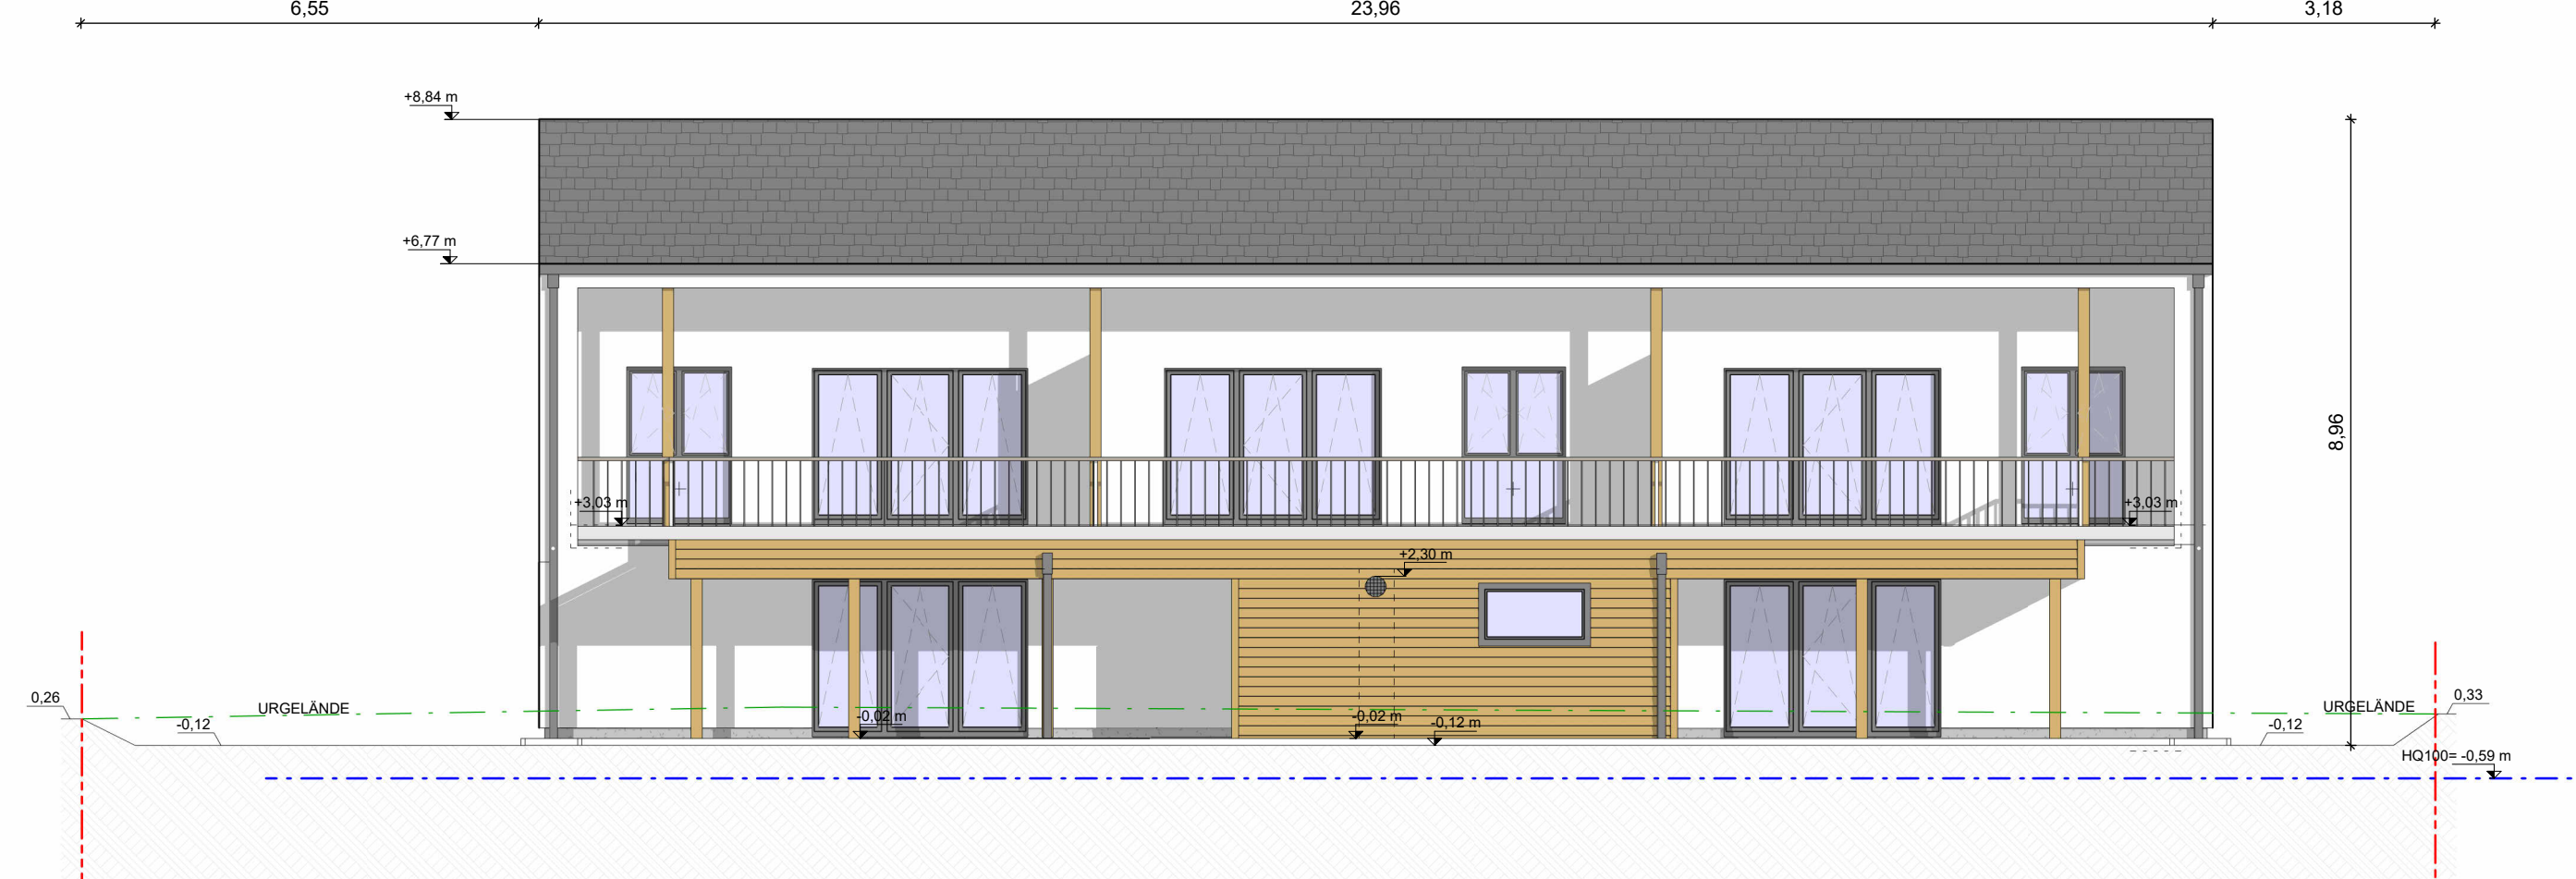 6,55
23,96
3,18
+8,84 m
+6,77 m
8,96
+3,03 m
+3,03 m
+2,30 m
0,26
URGELÄNDE
-0,12
-0,02 m
-0,02 m
-0,12 m
URGELÄNDE
0,33
-0,12
HQ100= -0,59 m